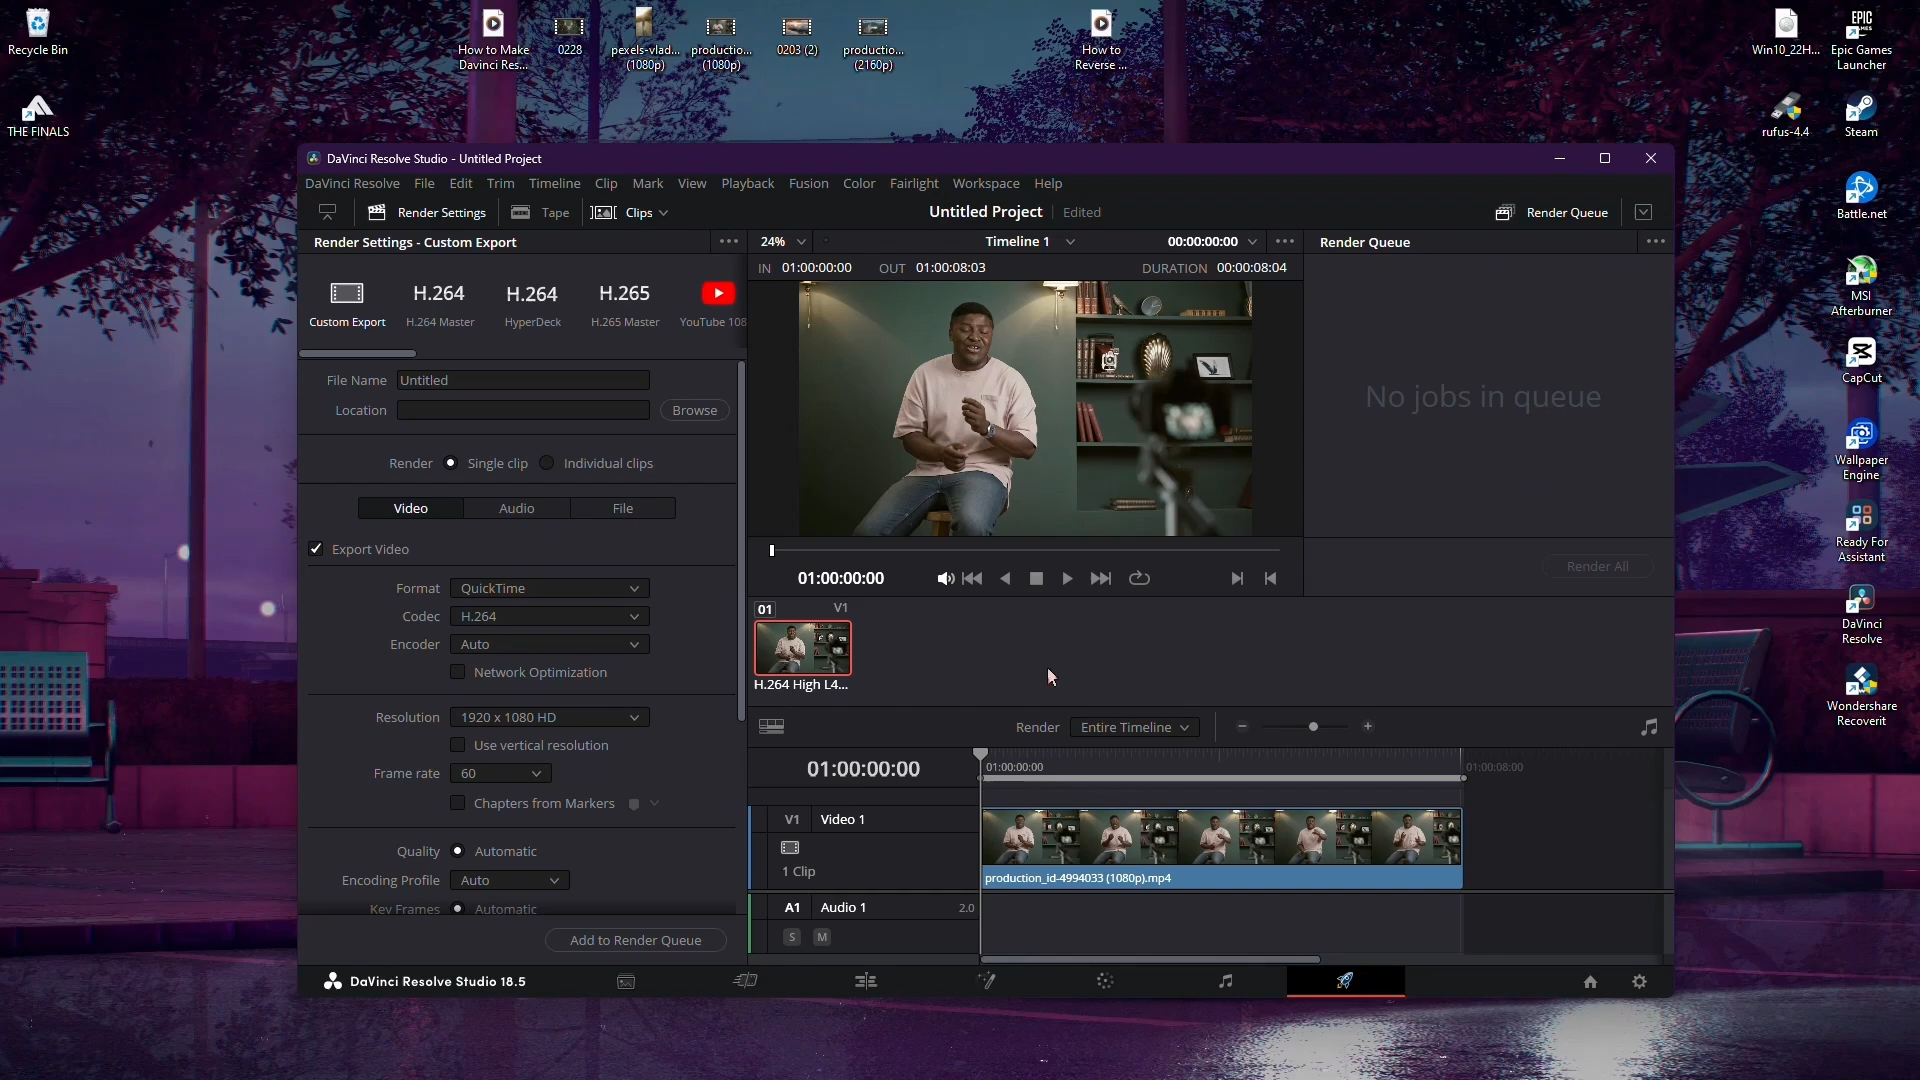 Recycle Bin
THE FINALS
How to Make
Davinci Res...
0228
pexels-vlad...
(1080p)
productio...
(1080p)
0203 (2)
productio...
(2160p)
How to
Reverse ...
Win10_22H...
EPIC
GAMES
Epic Games
Launcher
rufus-4.4
Steam
Battle.net
MSI
Afterburner
CapCut
Wallpaper
Engine
Ready For
Assistant
DaVinci
Resolve
Wondershare
Recoverit
DaVinci Resolve Studio - Untitled Project
DaVinci Resolve File Edit Trim Timeline Clip Mark View Playback Fusion Color Fairlight Workspace Help
Render Settings Tape Clips Untitled Project Edited Render Queue
Render Settings - Custom Export 24% Timeline 1 00:00:00:00 Render Queue
IN 01:00:00:00 OUT 01:00:08:03 DURATION 00:00:08:04
H.264 H.264 H.265
Custom Export H.264 Master HyperDeck H.265 Master YouTube 108
File Name Untitled
Location Browse
No jobs in queue
Render Single clip Individual clips
Video Audio File
Export Video
Render All
01:00:00:00
Format QuickTime
Codec H.264
Encoder Auto
Network Optimization
01 V1
H.264 High L4...
Resolution 1920 x 1080 HD
Use vertical resolution
Frame rate 60
Chapters from Markers
Render Entire Timeline
01:00:00:00 01:00:00:00 01:00:08:00
V1 Video 1
1 Clip
production_id-4994033 (1080p).mp4
Quality Automatic
Encoding Profile Auto
Key Frames Automatic
A1 Audio 1 2.0
S M
Add to Render Queue
DaVinci Resolve Studio 18.5